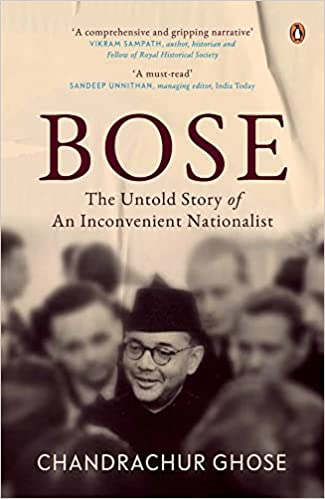 ‘A comprehensive and gripping narrative’
VIKRAM SAMPATH, author, historian and
Fellow of Royal Historical Society
‘A must-read’
SANDEEP UNNITHAN, managing editor, India Today
BOSE
The Untold Story of
An Inconvenient Nationalist
CHANDRACHUR GHOSE